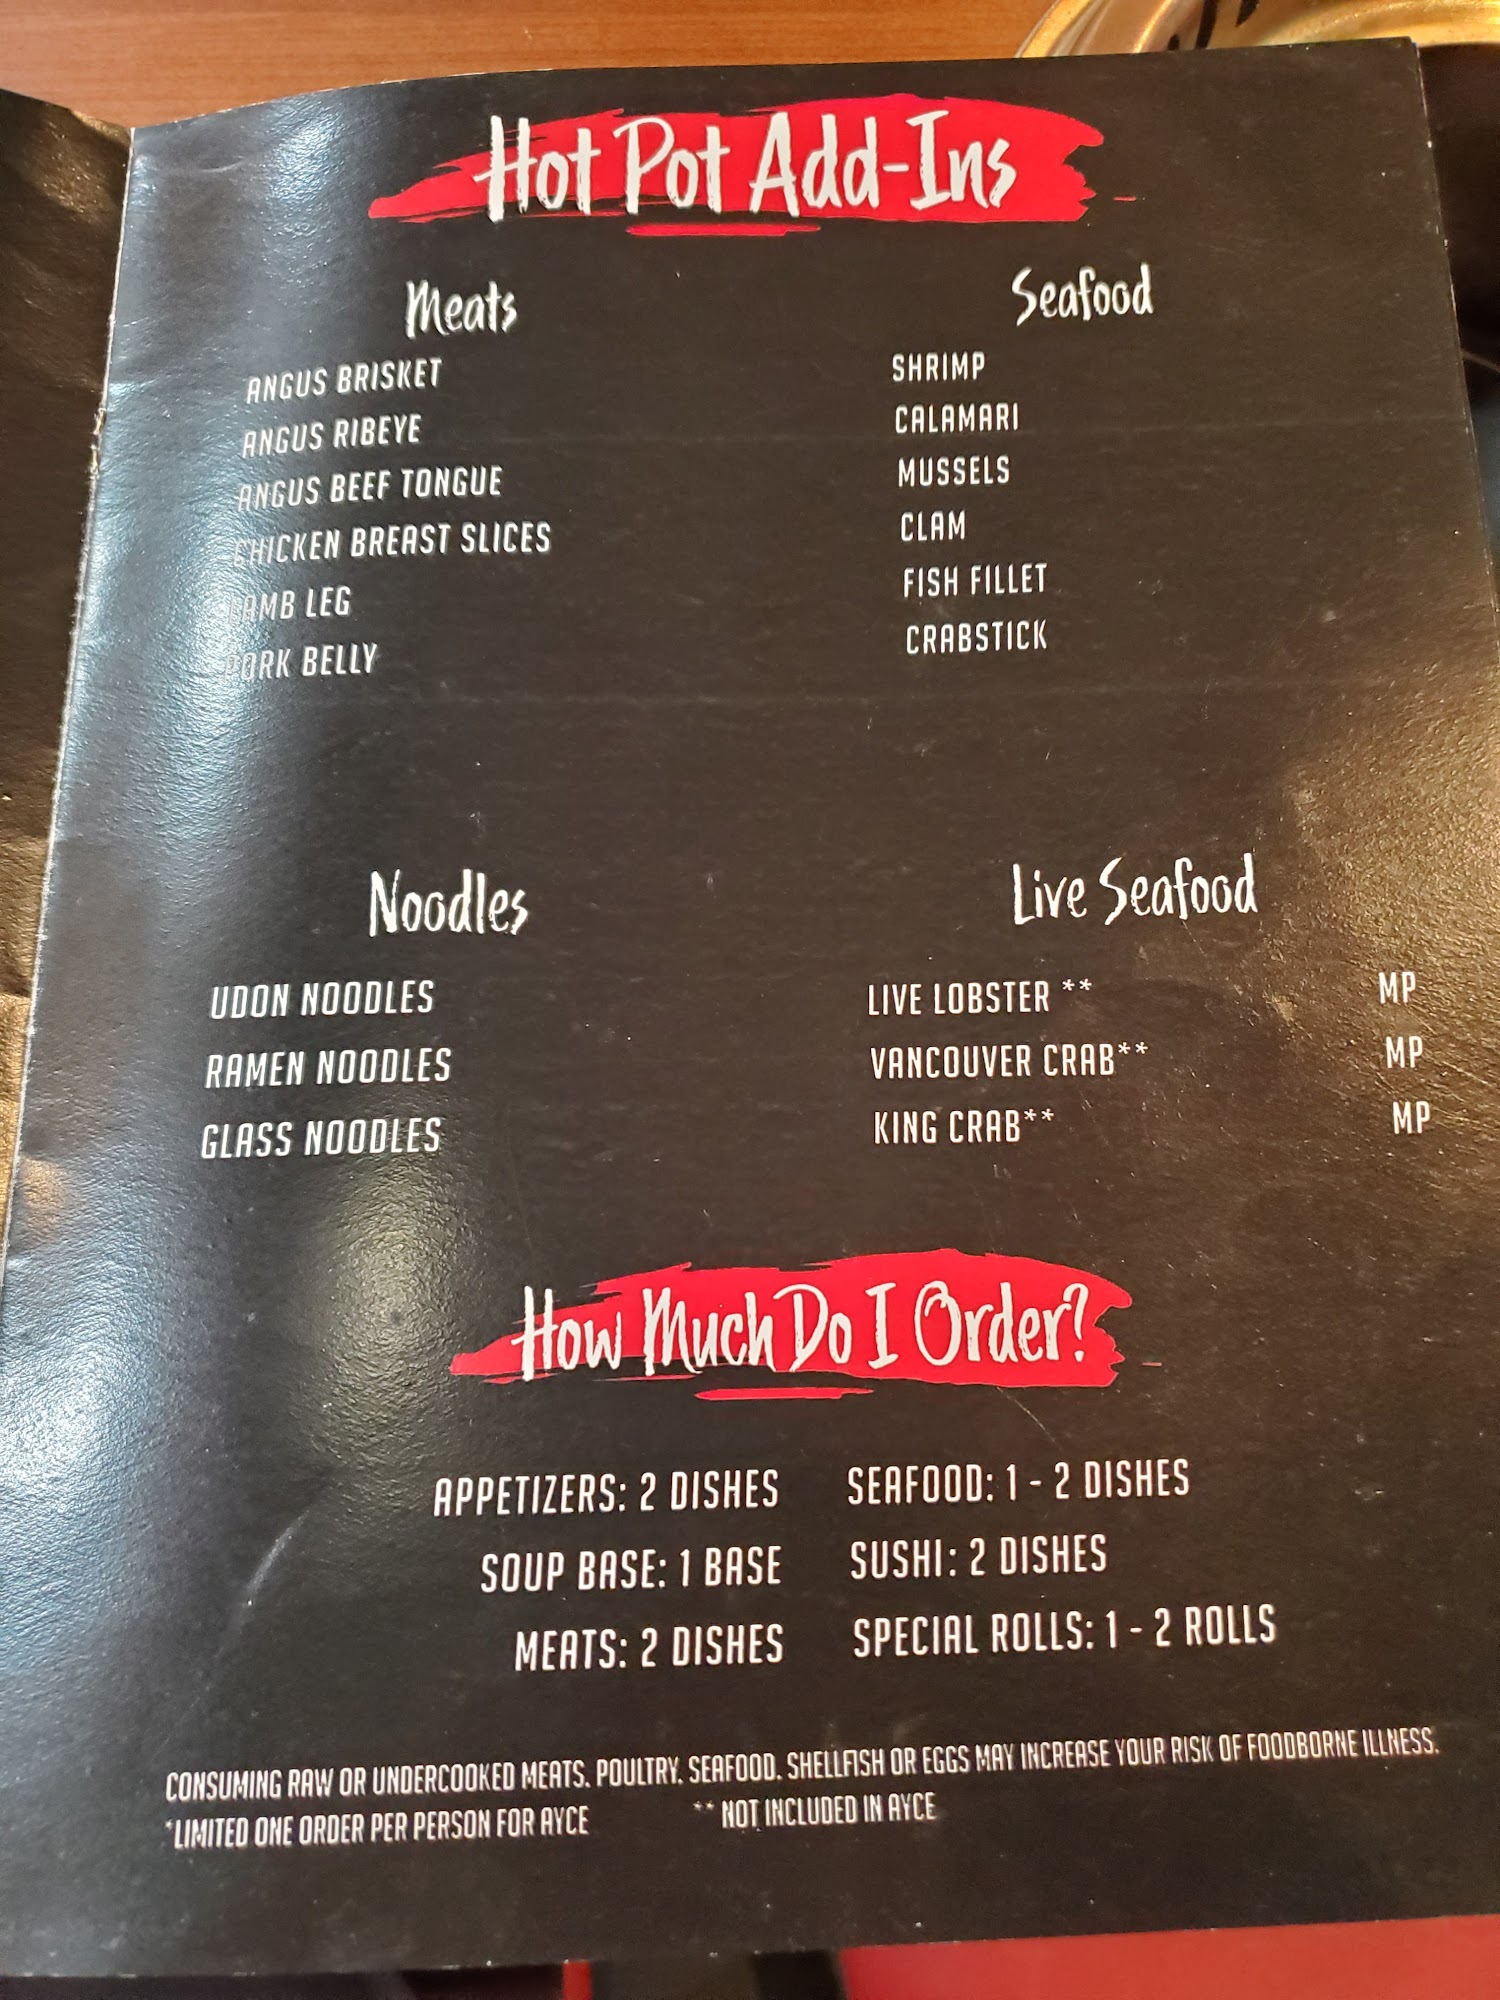 Hot Pot Add-Ins
Meats
ANGUS BRISKET
ANGUS RIBEYE
ANGUS BEEF TONGUE
CHICKEN BREAST SLICES
LAMB LEG
PORK BELLY
Seafood
SHRIMP
CALAMARI
MUSSELS
CLAM
FISH FILLET
CRABSTICK
Noodles
UDON NOODLES
RAMEN NOODLES
GLASS NOODLES
Live Seafood
LIVE LOBSTER ** MP
VANCOUVER CRAB** MP
KING CRAB** MP
How Much Do I Order?
APPETIZERS: 2 DISHES
SOUP BASE: 1 BASE
MEATS: 2 DISHES
SEAFOOD: 1 - 2 DISHES
SUSHI: 2 DISHES
SPECIAL ROLLS: 1 - 2 ROLLS
CONSUMING RAW OR UNDERCOOKED MEATS, POULTRY, SEAFOOD, SHELLFISH OR EGGS MAY INCREASE YOUR RISK OF FOODBORNE ILLNESS.
*LIMITED ONE ORDER PER PERSON FOR AYCE ** NOT INCLUDED IN AYCE